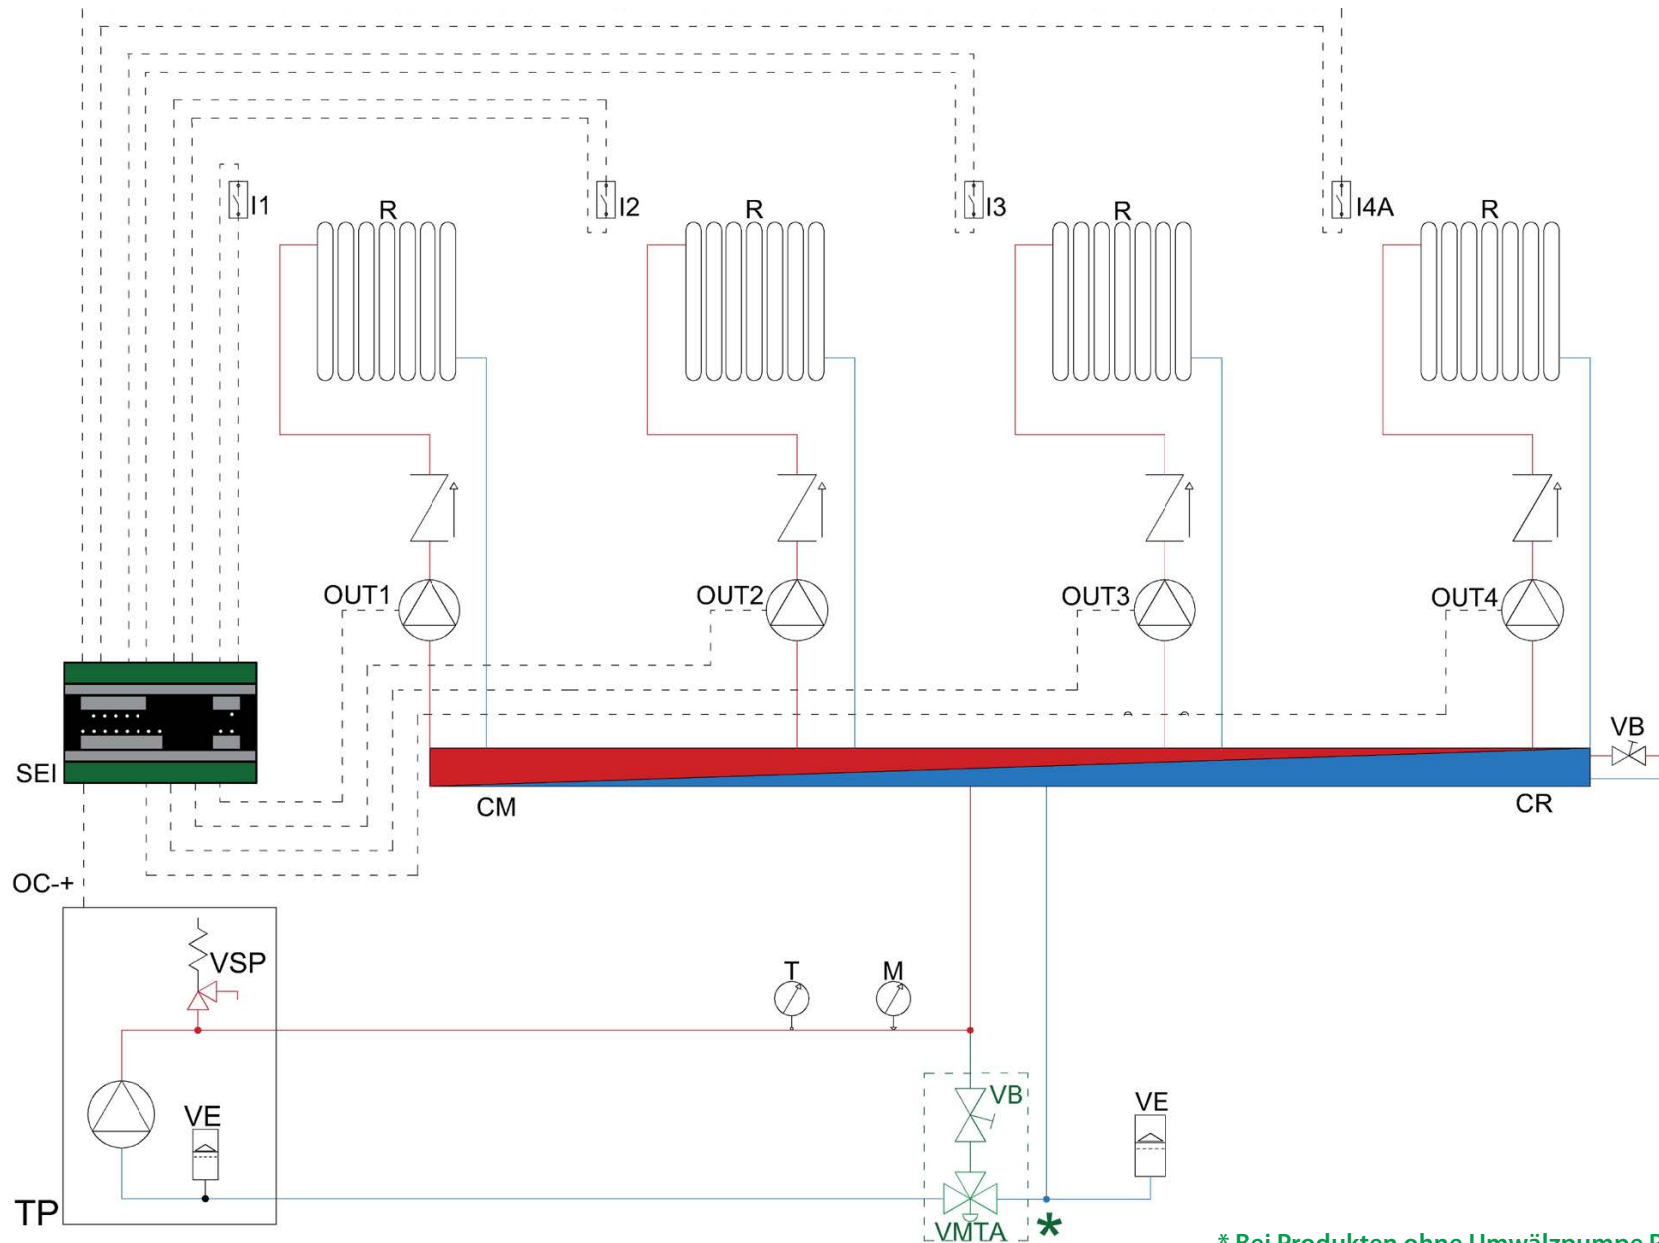 I1
R
I2
R
I3
R
I4A
R
OUT1
OUT2
OUT3
OUT4
VB
SEI
CM
CR
OC-+
VSP
T
M
VE
VB
VE
TP
VMTA
*
* Bei Produkten ohne Umwälzpumpe